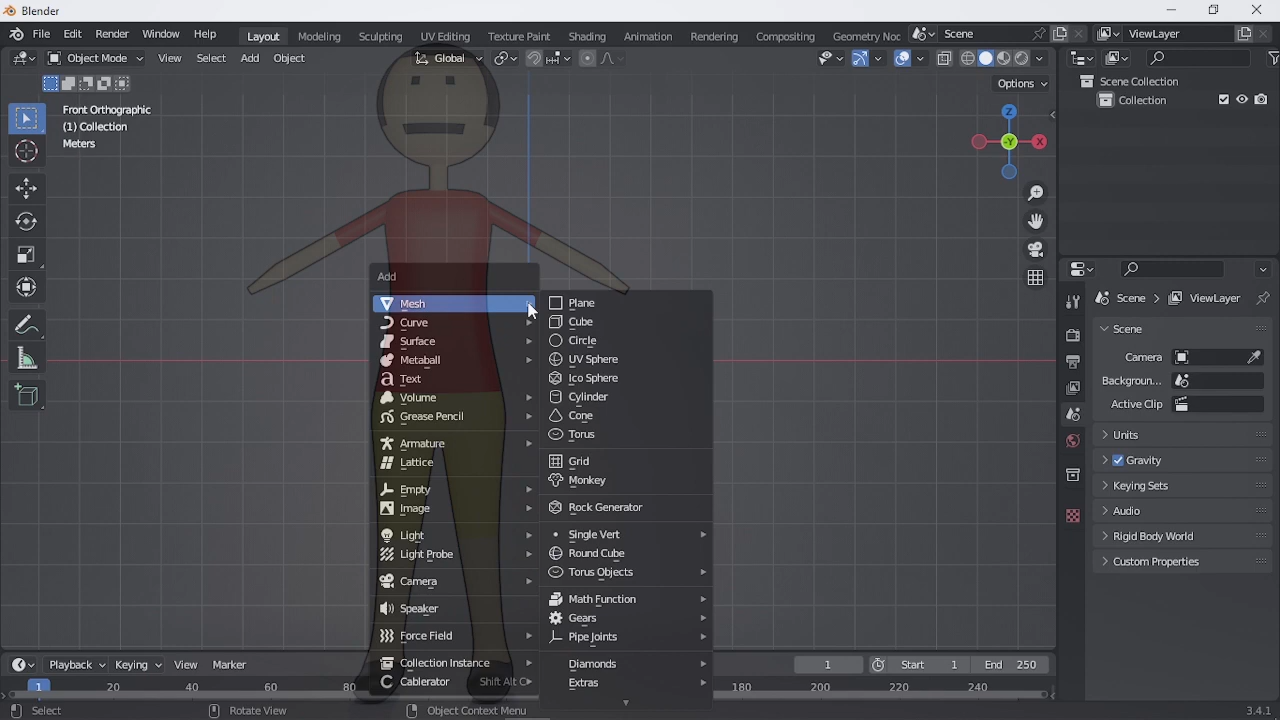 Blender
File Edit Render Window Help Layout Modeling Sculpting UV Editing Texture Paint Shading Animation Rendering Compositing Geometry Noc Scene ViewLayer
Object Mode View Select Add Object Global
Options
Front Orthographic
(1) Collection
Meters
Z
-Y
X
Scene Collection
Collection
Add
Mesh
Curve
Surface
Metaball
Text
Volume
Grease Pencil
Armature
Lattice
Empty
Image
Light
Light Probe
Camera
Speaker
Force Field
Collection Instance
Cablerator Shift Alt C
Plane
Cube
Circle
UV Sphere
Ico Sphere
Cylinder
Cone
Torus
Grid
Monkey
Rock Generator
Single Vert
Round Cube
Torus Objects
Math Function
Gears
Pipe Joints
Diamonds
Extras
Scene ViewLayer
Scene
Camera
Backgroun...
Active Clip
Units
Gravity
Keying Sets
Audio
Rigid Body World
Custom Properties
Playback Keying View Marker 1 Start 1 End 250
1 20 40 60 80 180 200 220 240
Select Rotate View Object Context Menu 3.4.1